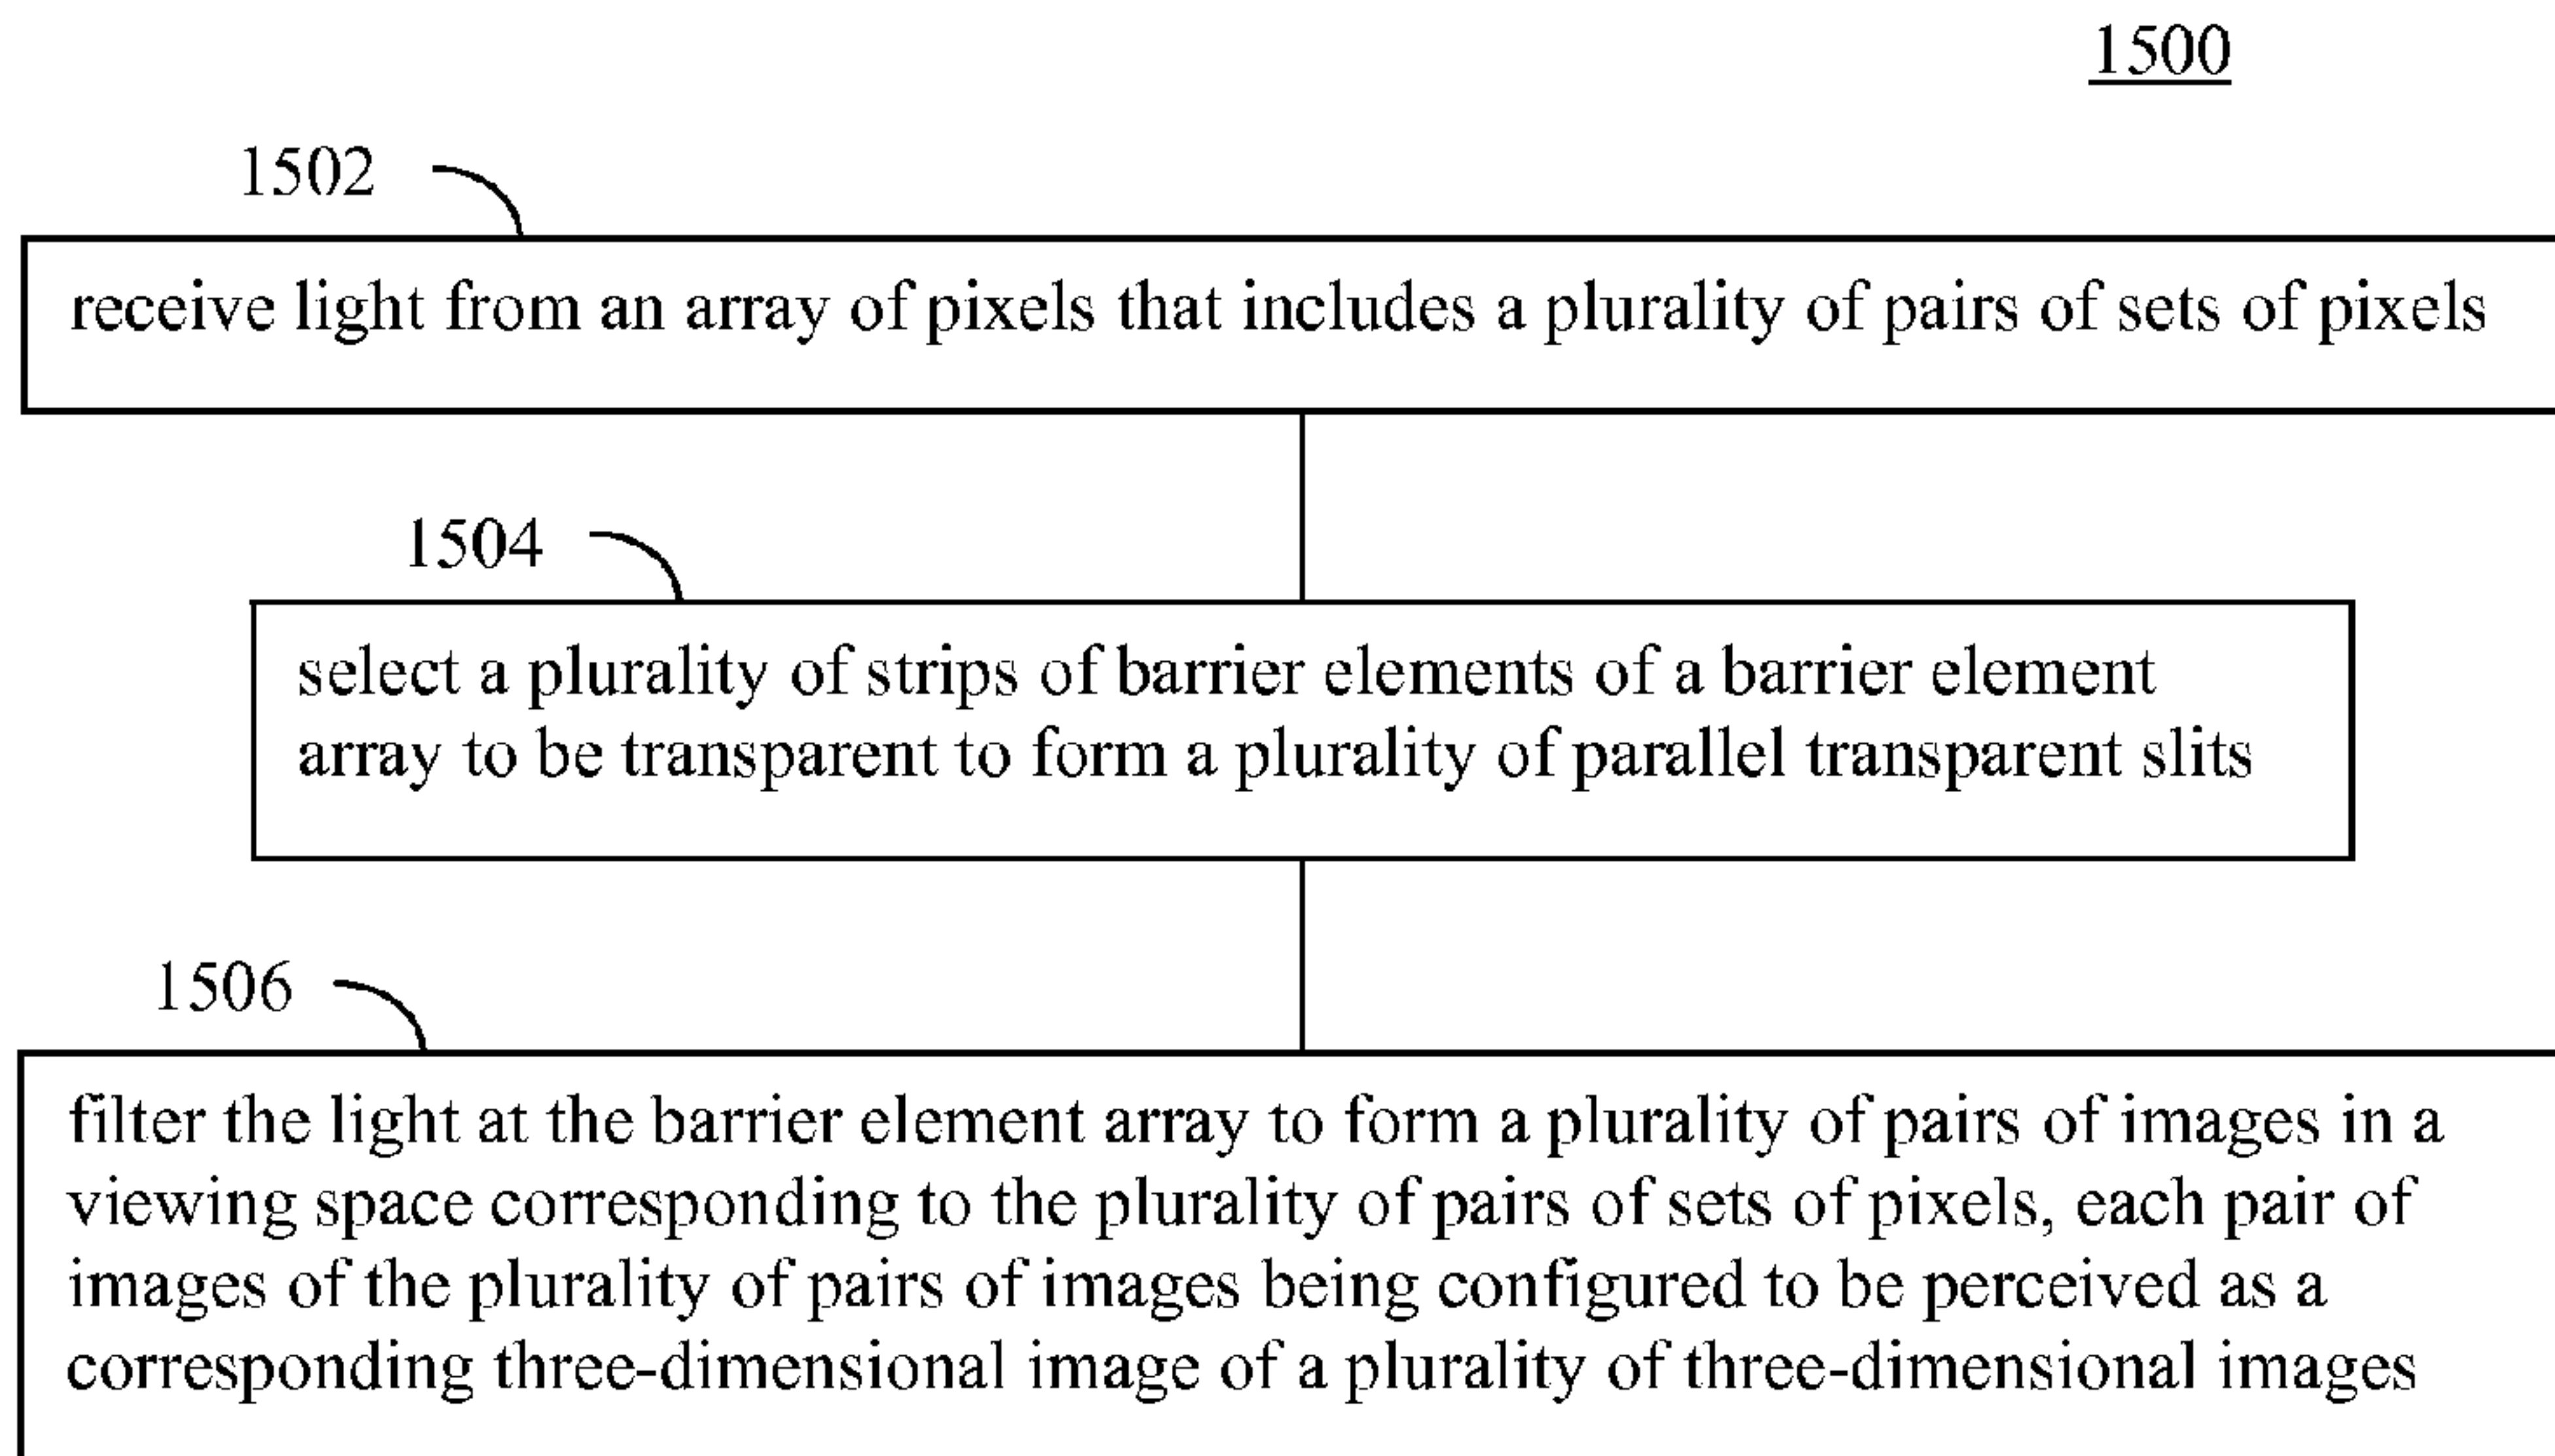 1500
1502
receive light from an array of pixels that includes a plurality of pairs of sets of pixels
1504
select a plurality of strips of barrier elements of a barrier element
array to be transparent to form a plurality of parallel transparent slits
1506
filter the light at the barrier element array to form a plurality of pairs of images in a
viewing space corresponding to the plurality of pairs of sets of pixels, each pair of
images of the plurality of pairs of images being configured to be perceived as a
corresponding three-dimensional image of a plurality of three-dimensional images